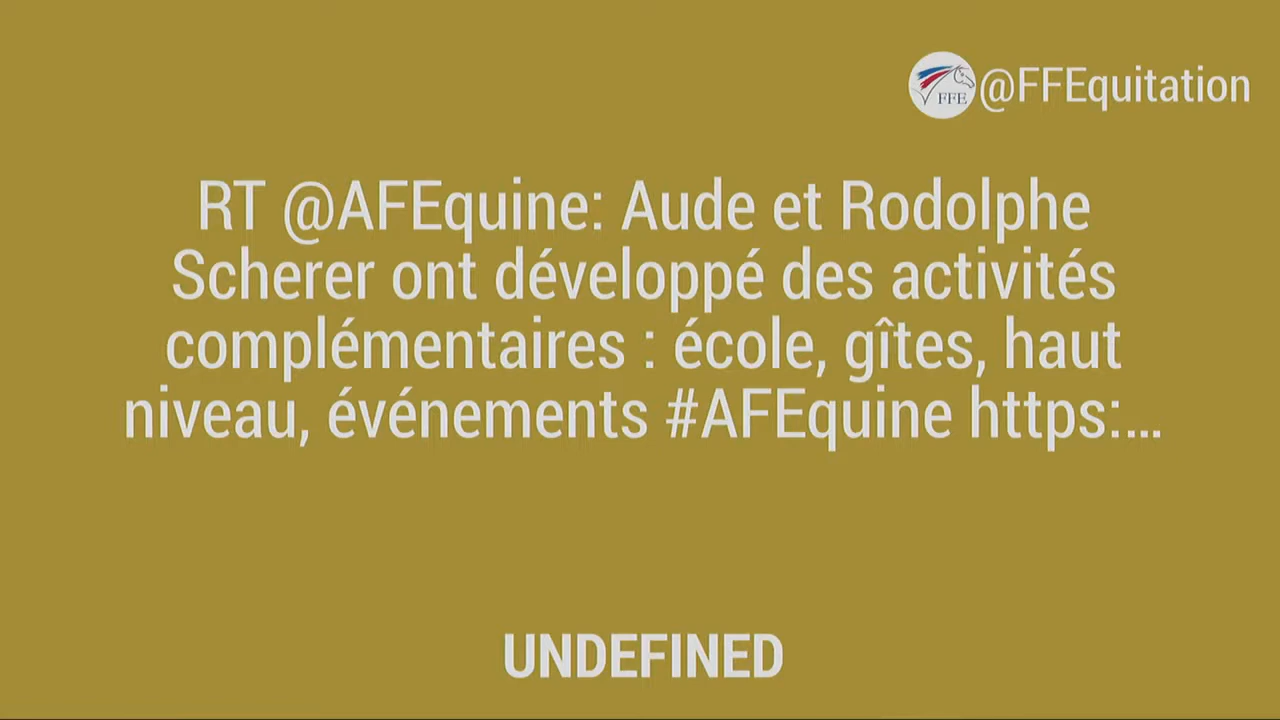 FFE
@FFEquitation
RT @AFEquine: Aude et Rodolphe
Scherer ont développé des activités
complémentaires : école, gîtes, haut
niveau, événements #AFEquine https:…
UNDEFINED